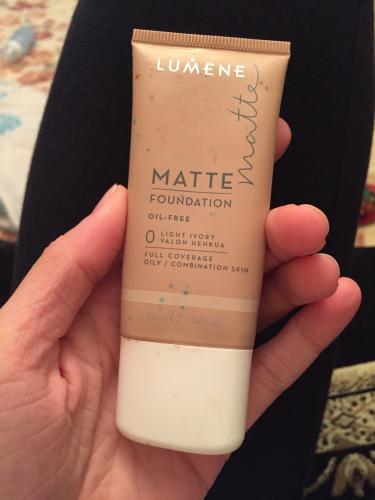 LUMENE
matte
MATTE
FOUNDATION
OIL-FREE
0 LIGHT IVORY
VALON HEHKUA
FULL COVERAGE
OILY / COMBINATION SKIN